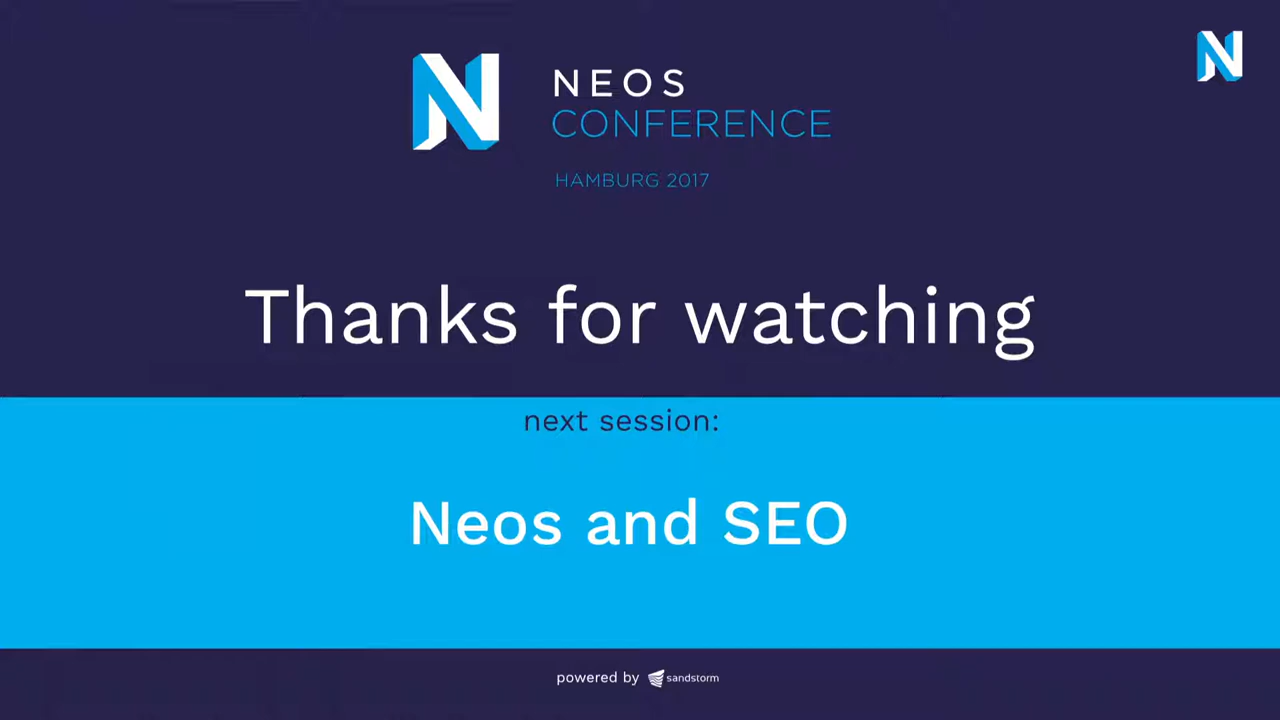 NEOS
CONFERENCE
HAMBURG 2017
Thanks for watching
next session:
Neos and SEO
powered by sandstorm